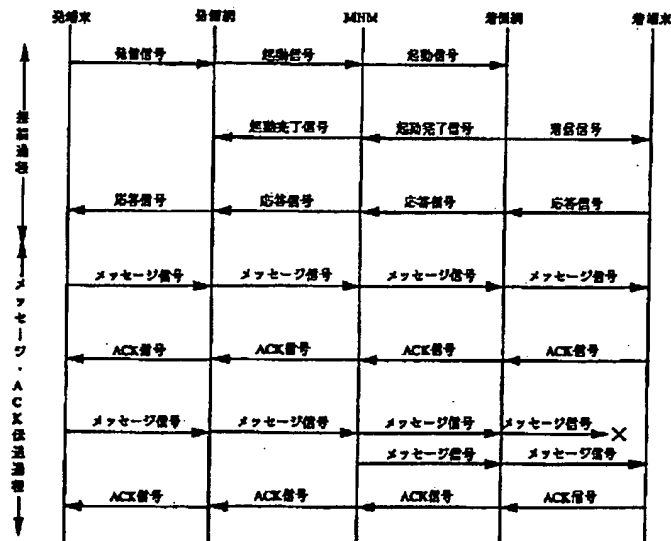 発端末 発信網 MHM 着信網 着端末
発信信号 起動信号 起動信号
起動完了信号 起動完了信号 着信信号
応答信号 応答信号 応答信号 応答信号
メッセージ信号 メッセージ信号 メッセージ信号 メッセージ信号
ACK信号 ACK信号 ACK信号 ACK信号
メッセージ信号 メッセージ信号 メッセージ信号 メッセージ信号
メッセージ信号 メッセージ信号
ACK信号 ACK信号 ACK信号 ACK信号
接続過程
メッセージ・ACK伝送過程